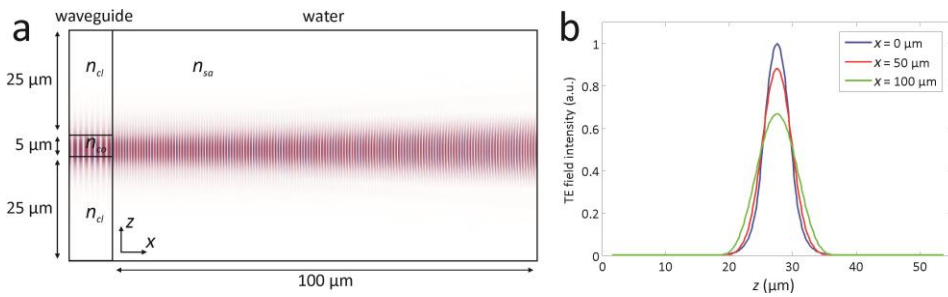 a
waveguide
water
25 µm
n_cl
n_sa
5 µm
n_co
25 µm
n_cl
z
x
100 µm
b
TE field intensity (a.u.)
1
0.8
0.6
0.4
0.2
0
0 10 20 30 40 50
z (µm)
x = 0 µm
x = 50 µm
x = 100 µm